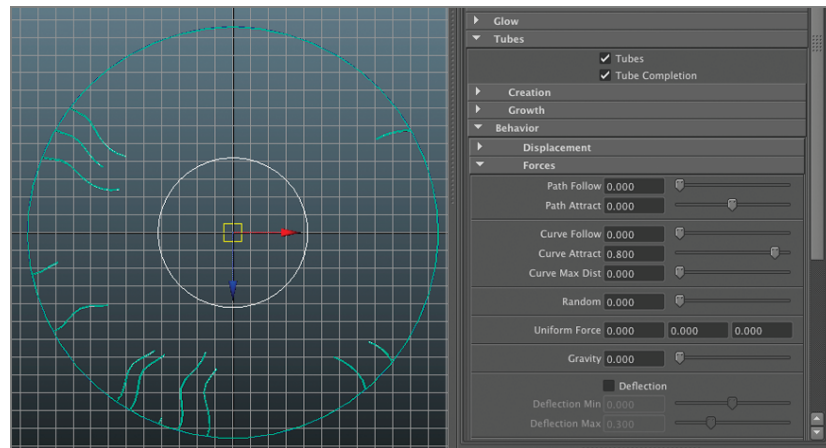 Glow
Tubes
Tubes
Tube Completion
Creation
Growth
Behavior
Displacement
Forces
Path Follow 0.000
Path Attract 0.000
Curve Follow 0.000
Curve Attract 0.800
Curve Max Dist 0.000
Random 0.000
Uniform Force 0.000 0.000 0.000
Gravity 0.000
Deflection
Deflection Min 0.000
Deflection Max 0.300